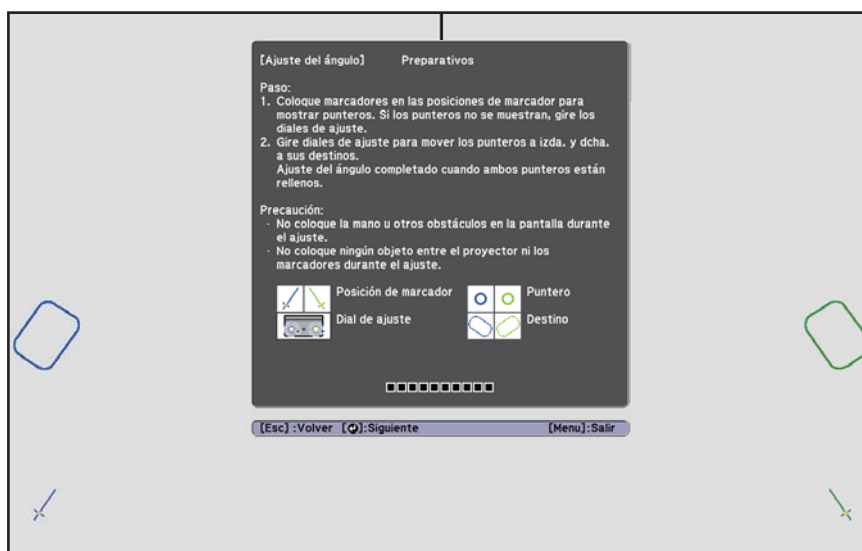 [Ajuste del ángulo] Preparativos
Paso:
1. Coloque marcadores en las posiciones de marcador para
mostrar punteros. Si los punteros no se muestran, gire los
diales de ajuste.
2. Gire diales de ajuste para mover los punteros a izda. y dcha.
a sus destinos.
Ajuste del ángulo completado cuando ambos punteros están
rellenos.
Precaución:
· No coloque la mano u otros obstáculos en la pantalla durante
el ajuste.
· No coloque ningún objeto entre el proyector ni los
marcadores durante el ajuste.
Posición de marcador Puntero
Dial de ajuste Destino
[Esc] :Volver [⏎]:Siguiente [Menu]:Salir